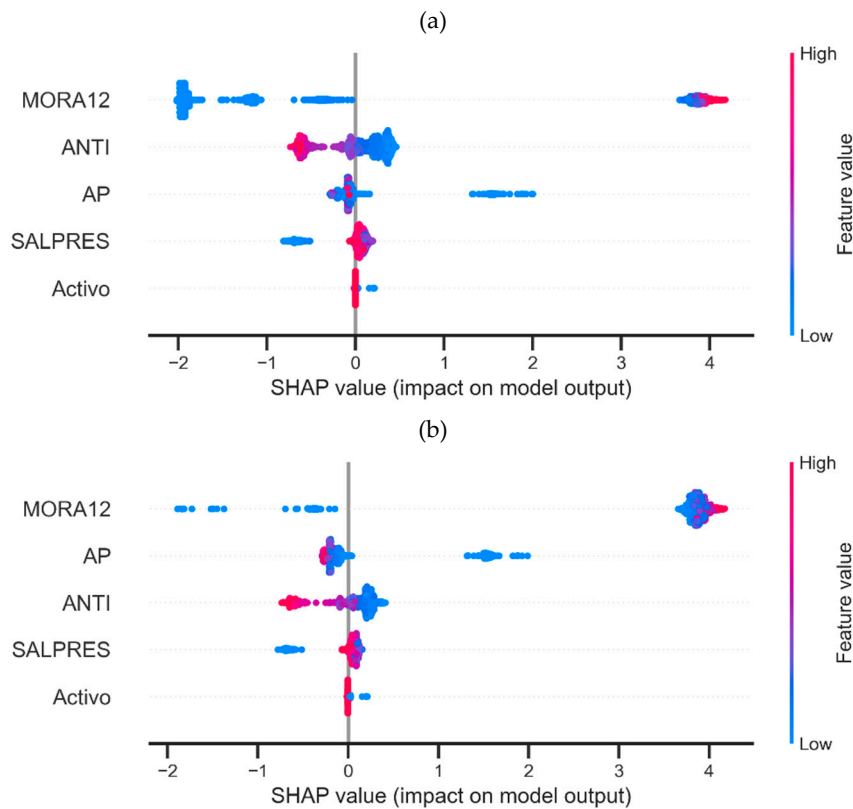 (a)
High
MORA12
ANTI
AP
SALPRES
Activo
Feature value
Low
−2 −1 0 1 2 3 4
SHAP value (impact on model output)
(b)
High
MORA12
AP
ANTI
SALPRES
Activo
Feature value
Low
−2 −1 0 1 2 3 4
SHAP value (impact on model output)